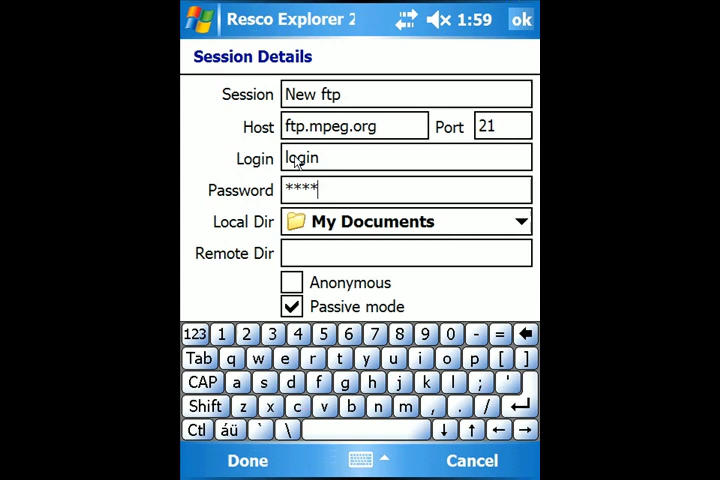 Resco Explorer 2 1:59 ok
Session Details
Session New ftp
Host ftp.mpeg.org Port 21
Login login
Password ****
Local Dir My Documents
Remote Dir
Anonymous
Passive mode
123 1 2 3 4 5 6 7 8 9 0 - =
Tab q w e r t y u i o p [ ]
CAP a s d f g h j k l ; '
Shift z x c v b n m , . /
Ctl áü ` \
Done Cancel